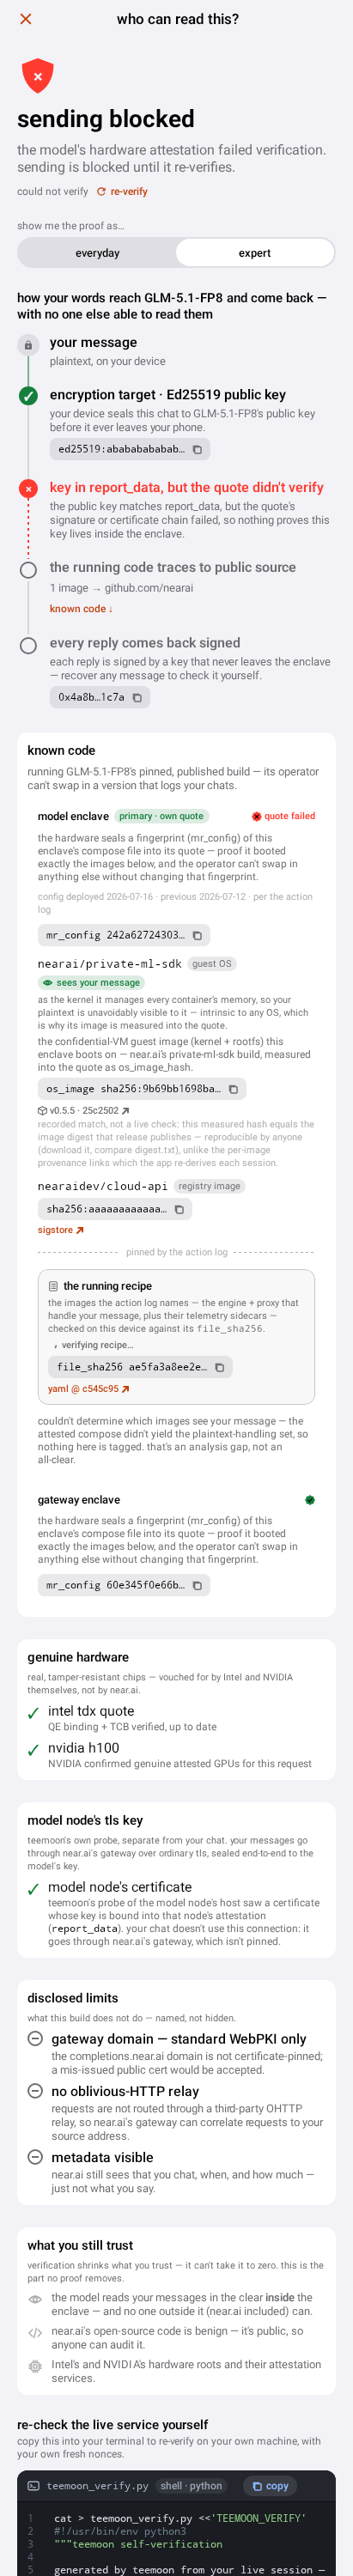 who can read this?
sending blocked
the model's hardware attestation failed verification.
sending is blocked until it re-verifies.
could not verify re-verify
show me the proof as…
everyday expert
how your words reach GLM-5.1-FP8 and come back —
with no one else able to read them
your message
plaintext, on your device
encryption target · Ed25519 public key
your device seals this chat to GLM-5.1-FP8's public key
before it ever leaves your phone.
ed25519:abababababab…
key in report_data, but the quote didn't verify
the public key matches report_data, but the quote's
signature or certificate chain failed, so nothing proves this
key lives inside the enclave.
the running code traces to public source
1 image → github.com/nearai
known code ↓
every reply comes back signed
each reply is signed by a key that never leaves the enclave
— recover any message to check it yourself.
0x4a8b…1c7a
known code
running GLM-5.1-FP8's pinned, published build — its operator
can't swap in a version that logs your chats.
model enclave primary · own quote quote failed
the hardware seals a fingerprint (mr_config) of this
enclave's compose file into its quote — proof it booted
exactly the images below, and the operator can't swap in
anything else without changing that fingerprint.
config deployed 2026-07-16 · previous 2026-07-12 · per the action
log
mr_config 242a62724303…
nearai/private-ml-sdk guest OS
sees your message
as the kernel it manages every container's memory, so your
plaintext is unavoidably visible to it — intrinsic to any OS, which
is why its image is measured into the quote.
the confidential-VM guest image (kernel + rootfs) this
enclave boots on — near.ai's private-ml-sdk build, measured
into the quote as os_image_hash.
os_image sha256:9b69bb1698ba…
v0.5.5 · 25c2502
recorded match, not a live check: this measured hash equals the
image digest that release publishes — reproducible by anyone
(download it, compare digest.txt), unlike the per-image
provenance links which the app re-derives each session.
nearaidev/cloud-api registry image
sha256:aaaaaaaaaaaa…
sigstore
pinned by the action log
the running recipe
the images the action log names — the engine + proxy that
handle your message, plus their telemetry sidecars —
checked on this device against its file_sha256.
verifying recipe…
file_sha256 ae5fa3a8ee2e…
yaml @ c545c95
couldn't determine which images see your message — the
attested compose didn't yield the plaintext-handling set, so
nothing here is tagged. that's an analysis gap, not an
all-clear.
gateway enclave
the hardware seals a fingerprint (mr_config) of this
enclave's compose file into its quote — proof it booted
exactly the images below, and the operator can't swap in
anything else without changing that fingerprint.
mr_config 60e345f0e66b…
genuine hardware
real, tamper-resistant chips — vouched for by Intel and NVIDIA
themselves, not by near.ai.
intel tdx quote
QE binding + TCB verified, up to date
nvidia h100
NVIDIA confirmed genuine attested GPUs for this request
model node's tls key
teemoon's own probe, separate from your chat. your messages go
through near.ai's gateway over ordinary tls, sealed end-to-end to the
model's key.
model node's certificate
teemoon's probe of the model node's host saw a certificate
whose key is bound into that node's attestation
(report_data). your chat doesn't use this connection: it
goes through near.ai's gateway, which isn't pinned.
disclosed limits
what this build does not do — named, not hidden.
gateway domain — standard WebPKI only
the completions.near.ai domain is not certificate-pinned;
a mis-issued public cert would be accepted.
no oblivious-HTTP relay
requests are not routed through a third-party OHTTP
relay, so near.ai's gateway can correlate requests to your
source address.
metadata visible
near.ai still sees that you chat, when, and how much —
just not what you say.
what you still trust
verification shrinks what you trust — it can't take it to zero. this is the
part no proof removes.
the model reads your messages in the clear inside the
enclave — and no one outside it (near.ai included) can.
near.ai's open-source code is benign — it's public, so
anyone can audit it.
Intel's and NVIDIA's hardware roots and their attestation
services.
re-check the live service yourself
copy this into your terminal to re-verify on your own machine, with
your own fresh nonces.
teemoon_verify.py shell · python copy
1 cat > teemoon_verify.py <<'TEEMOON_VERIFY'
2 #!/usr/bin/env python3
3 """teemoon self-verification
4
5 generated by teemoon from your live session —